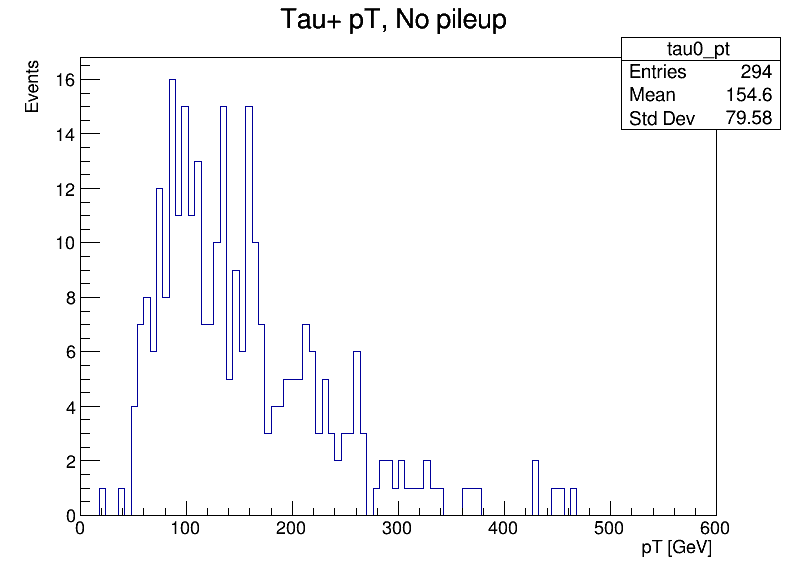 Tau+ pT, No pileup
tau0_pt
Entries 294
Mean 154.6
Std Dev 79.58
Events
16
14
12
10
8
6
4
2
0
0 100 200 300 400 500 600
pT [GeV]